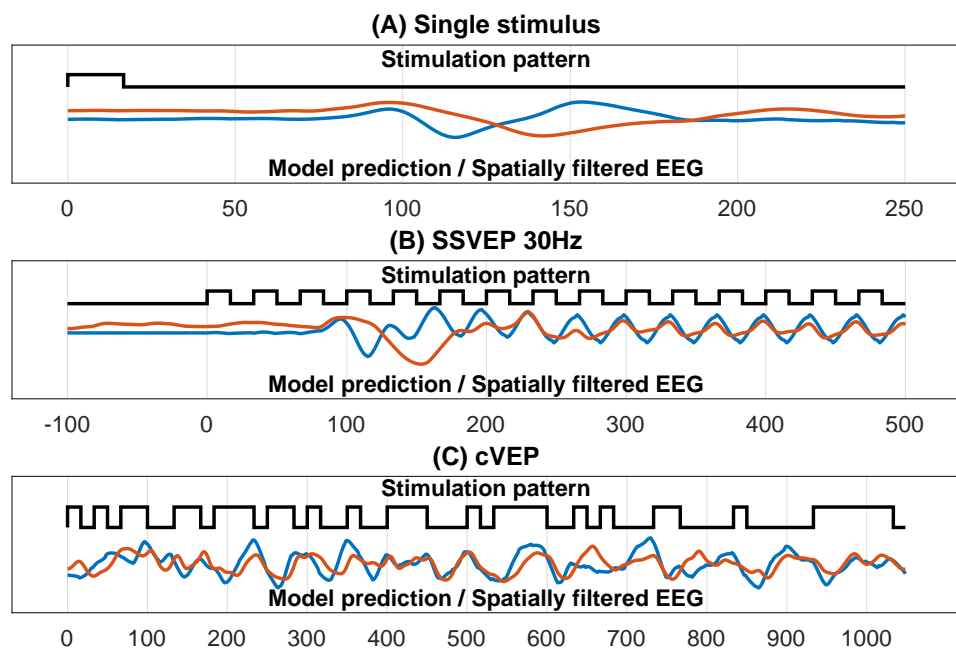 (A) Single stimulus
Stimulation pattern
Model prediction / Spatially filtered EEG
0 50 100 150 200 250
(B) SSVEP 30Hz
Stimulation pattern
Model prediction / Spatially filtered EEG
-100 0 100 200 300 400 500
(C) cVEP
Stimulation pattern
Model prediction / Spatially filtered EEG
0 100 200 300 400 500 600 700 800 900 1000